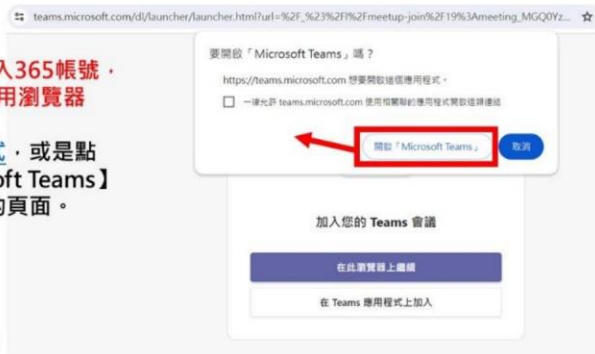 teams.microsoft.com/dl/launcher/launcher.html?url=%2F_%23%2Fl%2Fmeetup-join%2F19%3Ameeting_MGQ0Yz...
要開啟「Microsoft Teams」嗎？
https://teams.microsoft.com 想要開啟這個應用程式。
一律允許 teams.microsoft.com 使用相關聯的應用程式開啟這類連結
開啟「Microsoft Teams」
取消
入365帳號，
用瀏覽器
式，或是點
oft Teams】
的頁面。
加入您的 Teams 會議
在此瀏覽器上繼續
在 Teams 應用程式上加入